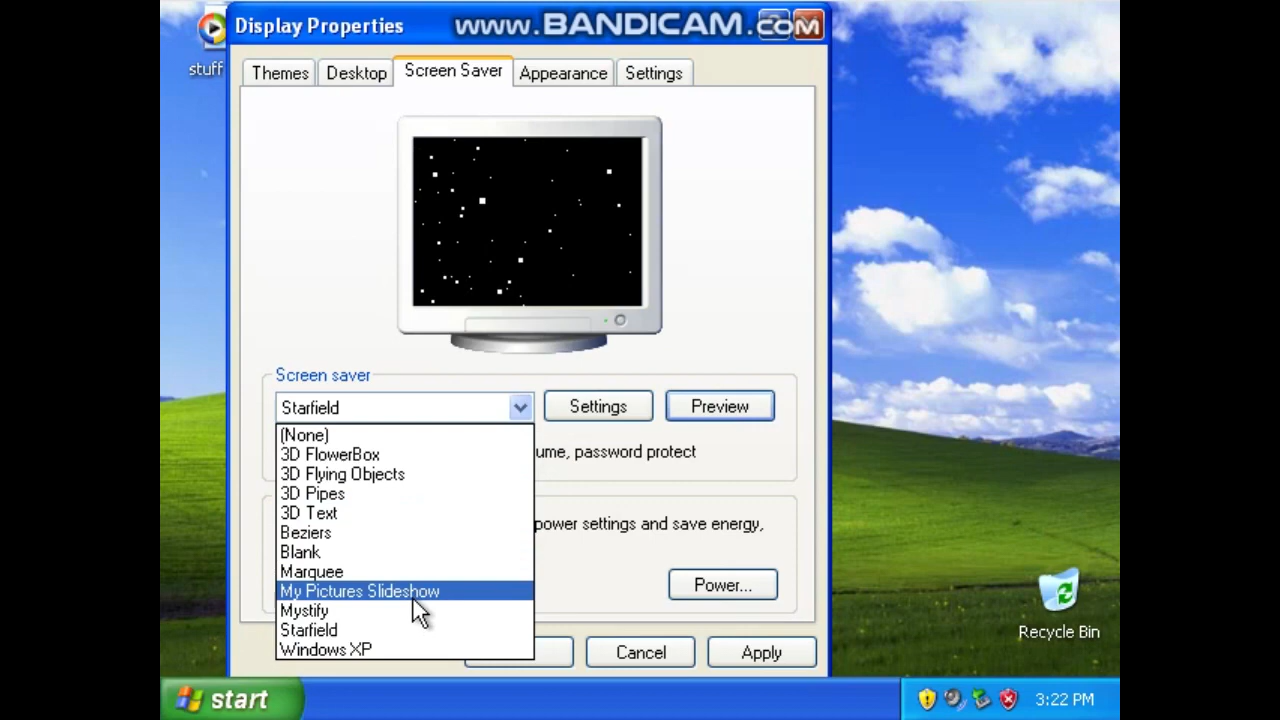 Display Properties
www.BANDICAM.com
stuff
Themes
Desktop
Screen Saver
Appearance
Settings
Screen saver
Starfield
Settings
Preview
(None)
3D FlowerBox
3D Flying Objects
3D Pipes
3D Text
Beziers
Blank
Marquee
My Pictures Slideshow
Mystify
Starfield
Windows XP
ume, password protect
power settings and save energy,
Power...
Cancel
Apply
Recycle Bin
start
3:22 PM